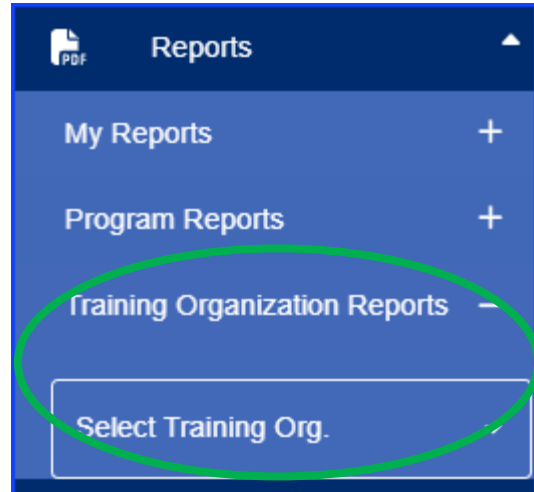 PDF
Reports
My Reports +
Program Reports +
Training Organization Reports −
Select Training Org.